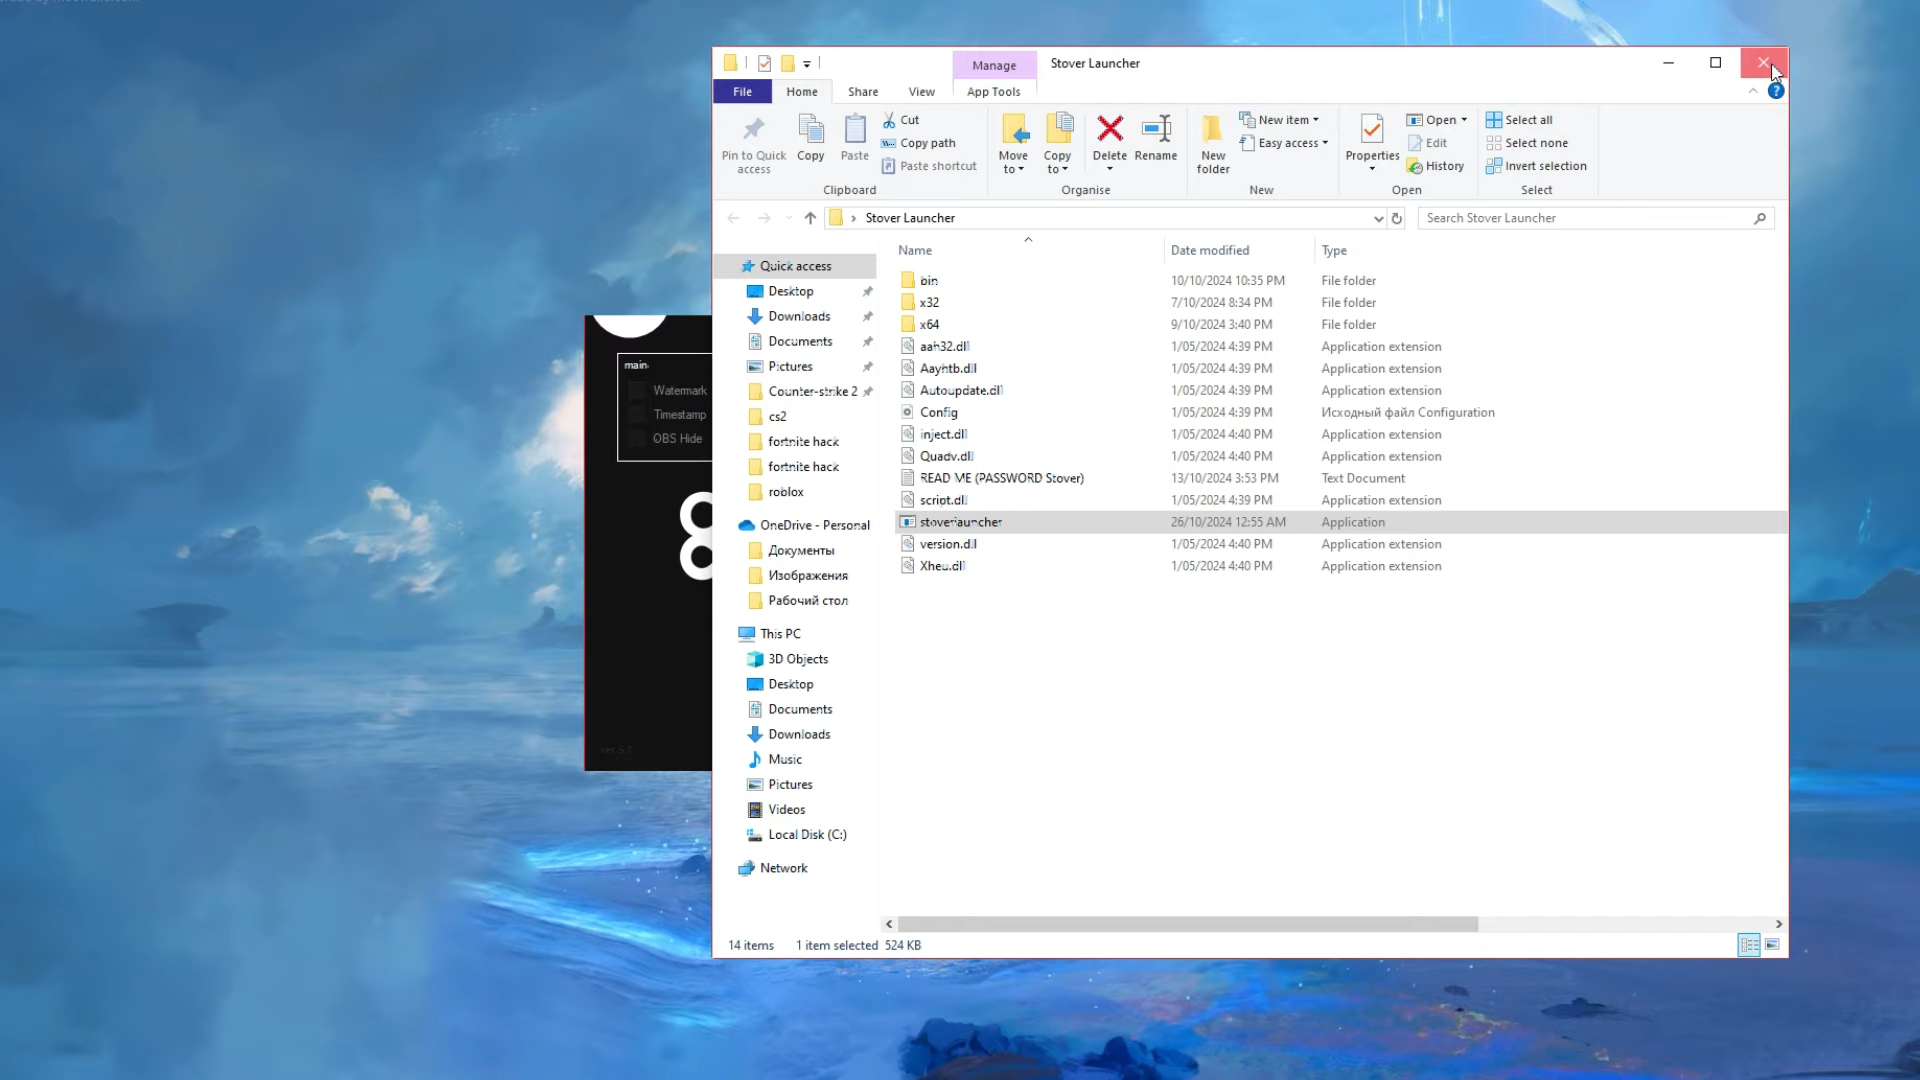 Manage
Stover Launcher
File
Home
Share
View
App Tools
Pin to Quick access
Copy
Paste
Cut
Copy path
Paste shortcut
Clipboard
Move to
Copy to
Delete
Rename
Organise
New folder
New item
Easy access
New
Properties
Open
Edit
History
Open
Select all
Select none
Invert selection
Select
Stover Launcher
Search Stover Launcher
Name
Date modified
Type
bin 10/10/2024 10:35 PM File folder
x32 7/10/2024 8:34 PM File folder
x64 9/10/2024 3:40 PM File folder
aah32.dll 1/05/2024 4:39 PM Application extension
Aayhtb.dll 1/05/2024 4:39 PM Application extension
Autoupdate.dll 1/05/2024 4:39 PM Application extension
Config 1/05/2024 4:39 PM Исходный файл Configuration
inject.dll 1/05/2024 4:40 PM Application extension
Quadv.dll 1/05/2024 4:40 PM Application extension
READ ME (PASSWORD Stover) 13/10/2024 3:53 PM Text Document
script.dll 1/05/2024 4:39 PM Application extension
stoverlauncher 26/10/2024 12:55 AM Application
version.dll 1/05/2024 4:40 PM Application extension
Xheu.dll 1/05/2024 4:40 PM Application extension
Quick access
Desktop
Downloads
Documents
Pictures
Counter-strike 2
cs2
fortnite hack
fortnite hack
roblox
OneDrive - Personal
Документы
Изображения
Рабочий стол
This PC
3D Objects
Desktop
Documents
Downloads
Music
Pictures
Videos
Local Disk (C:)
Network
14 items
1 item selected 524 KB
main
Watermark
Timestamp
OBS Hide
8
ver. 5.7